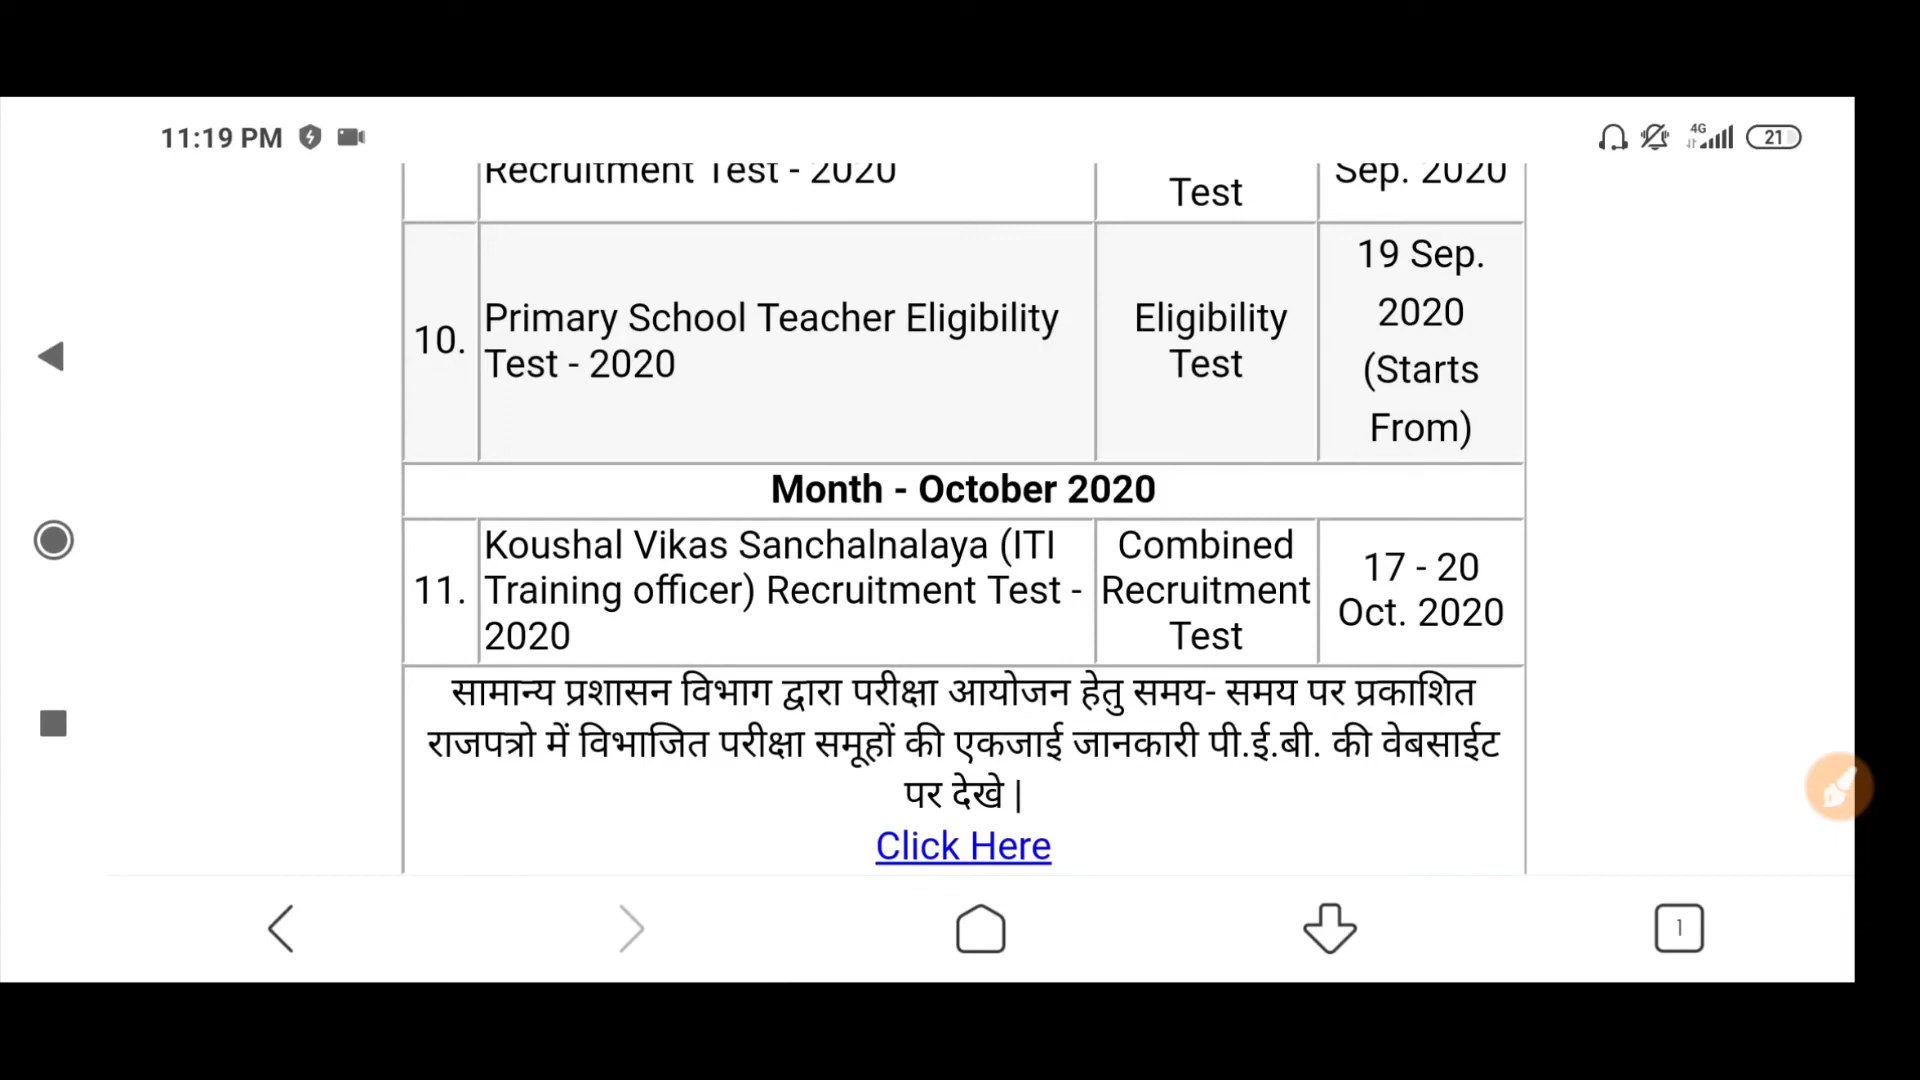 11:19 PM
4G
21
Recruitment Test - 2020
Test
Sep. 2020
10.
Primary School Teacher Eligibility
Test - 2020
Eligibility
Test
19 Sep.
2020
(Starts
From)
Month - October 2020
11.
Koushal Vikas Sanchalnalaya (ITI
Training officer) Recruitment Test -
2020
Combined
Recruitment
Test
17 - 20
Oct. 2020
सामान्य प्रशासन विभाग द्वारा परीक्षा आयोजन हेतु समय- समय पर प्रकाशित
राजपत्रो में विभाजित परीक्षा समूहों की एकजाई जानकारी पी.ई.बी. की वेबसाईट
पर देखे |
Click Here
1